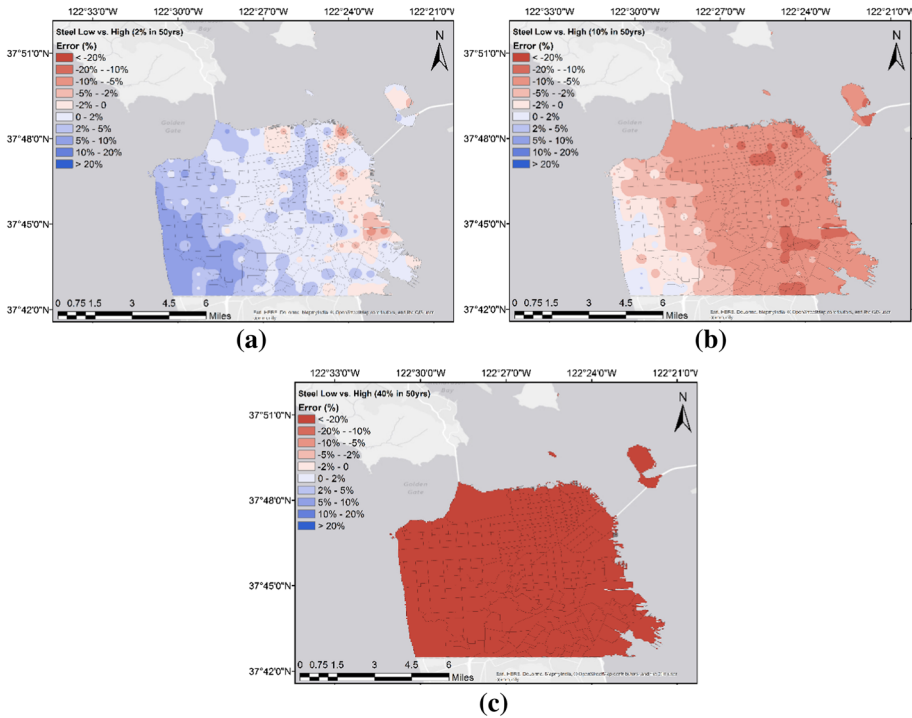 122°33'0"W 122°30'0"W 122°27'0"W 122°24'0"W 122°21'0"W
Steel Low vs. High (2% in 50yrs)
Error (%)
< -20%
-20% - -10%
-10% - -5%
-5% - -2%
-2% - 0
0 - 2%
2% - 5%
5% - 10%
10% - 20%
> 20%
Bay
Golden
Gate
N
37°51'0"N
37°48'0"N
37°45'0"N
37°42'0"N
0 0.75 1.5 3 4.5 6
Miles
(a)
122°33'0"W 122°30'0"W 122°27'0"W 122°24'0"W 122°21'0"W
Steel Low vs. High (10% in 50yrs)
Error (%)
< -20%
-20% - -10%
-10% - -5%
-5% - -2%
-2% - 0
0 - 2%
2% - 5%
5% - 10%
10% - 20%
> 20%
Bay
Golden
Gate
N
37°51'0"N
37°48'0"N
37°45'0"N
37°42'0"N
0 0.75 1.5 3 4.5 6
Miles
(b)
122°33'0"W 122°30'0"W 122°27'0"W 122°24'0"W 122°21'0"W
Steel Low vs. High (40% in 50yrs)
Error (%)
< -20%
-20% - -10%
-10% - -5%
-5% - -2%
-2% - 0
0 - 2%
2% - 5%
5% - 10%
10% - 20%
> 20%
Bay
Golden
Gate
N
37°51'0"N
37°48'0"N
37°45'0"N
37°42'0"N
0 0.75 1.5 3 4.5 6
Miles
(c)